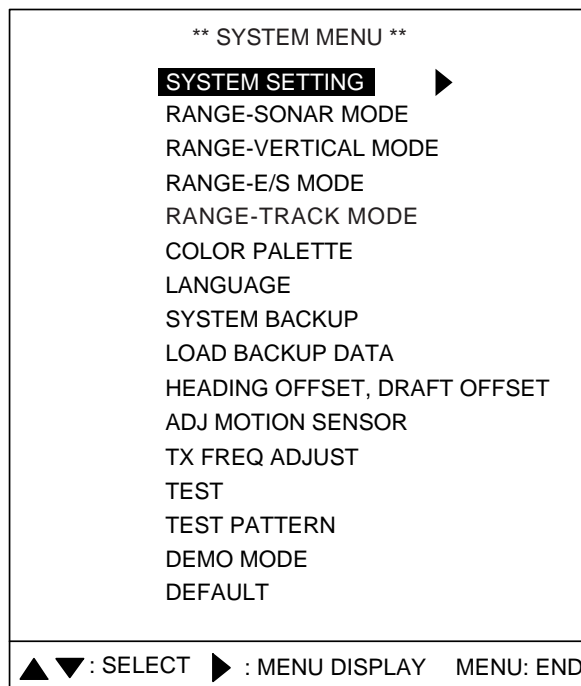 ** SYSTEM MENU **
SYSTEM SETTING ▶
RANGE-SONAR MODE
RANGE-VERTICAL MODE
RANGE-E/S MODE
RANGE-TRACK MODE
COLOR PALETTE
LANGUAGE
SYSTEM BACKUP
LOAD BACKUP DATA
HEADING OFFSET, DRAFT OFFSET
ADJ MOTION SENSOR
TX FREQ ADJUST
TEST
TEST PATTERN
DEMO MODE
DEFAULT
▲ ▼ : SELECT ▶ : MENU DISPLAY MENU: END